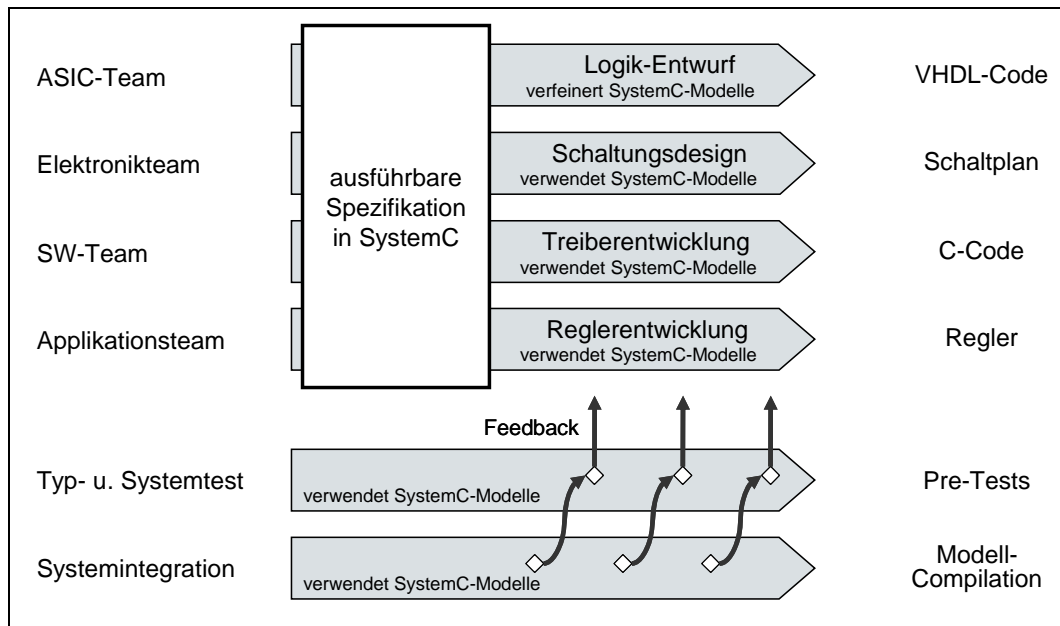 ASIC-Team
ausführbare
Spezifikation
in SystemC
Logik-Entwurf
verfeinert SystemC-Modelle
VHDL-Code
Elektronikteam
Schaltungsdesign
verwendet SystemC-Modelle
Schaltplan
SW-Team
Treiberentwicklung
verwendet SystemC-Modelle
C-Code
Applikationsteam
Reglerentwicklung
verwendet SystemC-Modelle
Regler
Feedback
Typ- u. Systemtest
verwendet SystemC-Modelle
Pre-Tests
Systemintegration
verwendet SystemC-Modelle
Modell-
Compilation